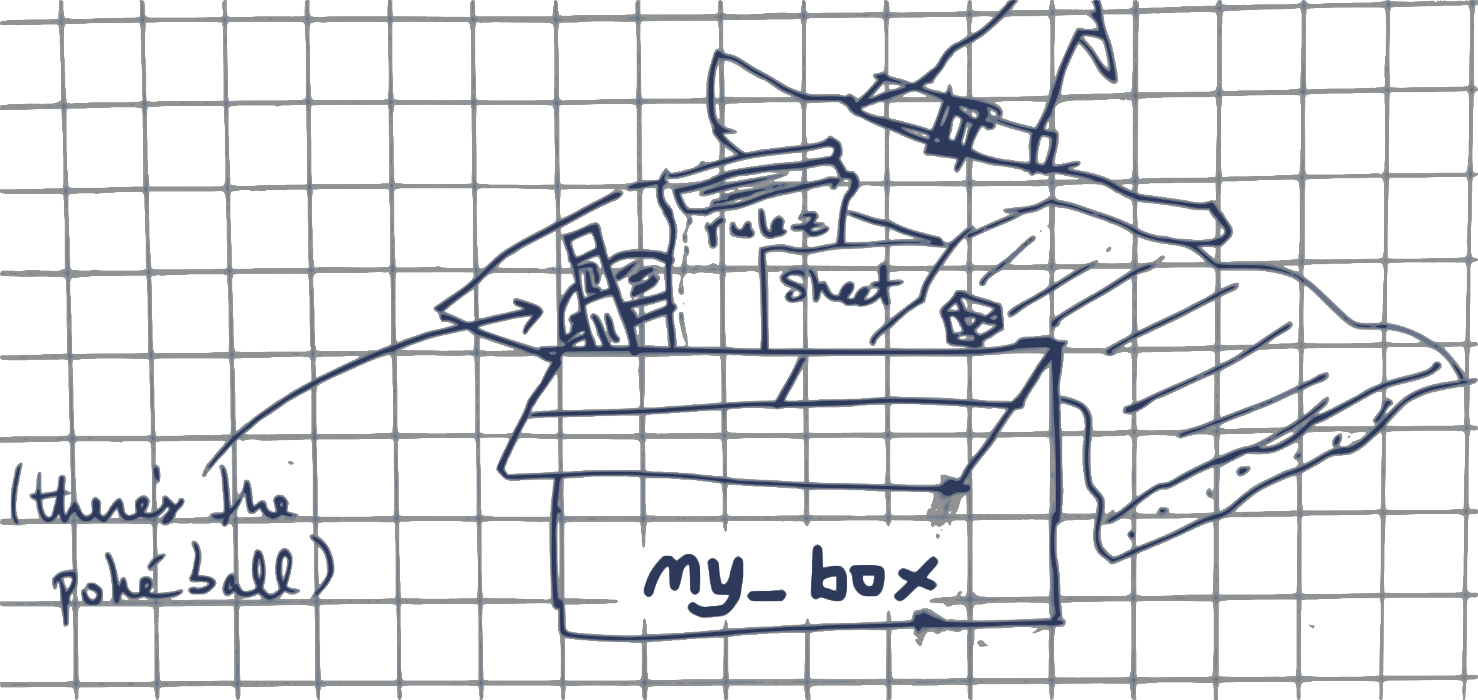 rulez
Sheet
(there's the
poké ball)
my_box